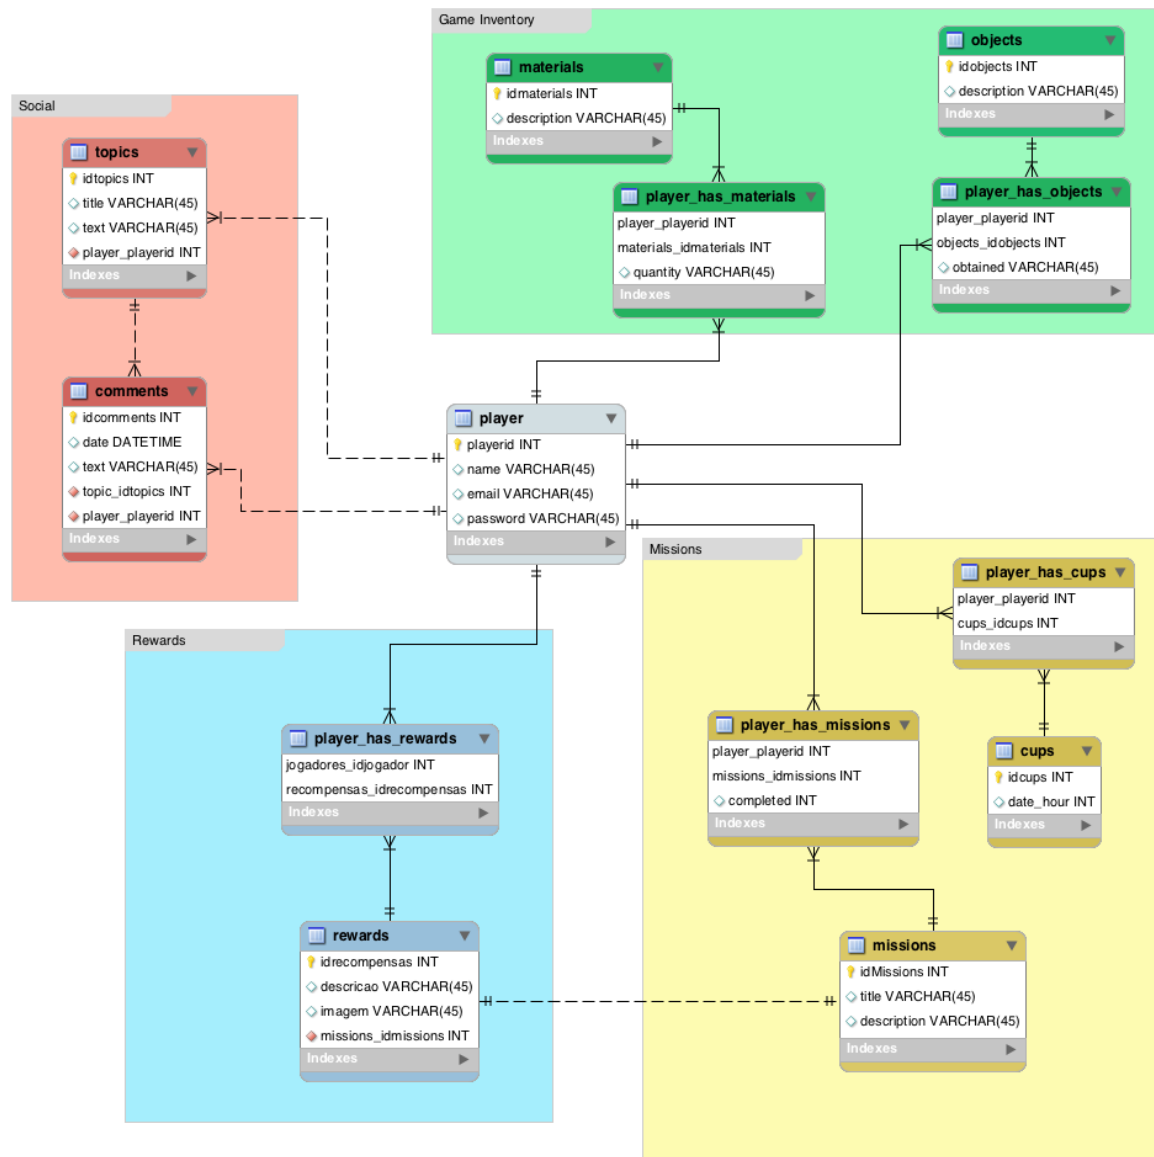 Game Inventory
materials
idmaterials INT
description VARCHAR(45)
Indexes
objects
idobjects INT
description VARCHAR(45)
Indexes
player_has_materials
player_playerid INT
materials_idmaterials INT
quantity VARCHAR(45)
Indexes
player_has_objects
player_playerid INT
objects_idobjects INT
obtained VARCHAR(45)
Indexes
Social
topics
idtopics INT
title VARCHAR(45)
text VARCHAR(45)
player_playerid INT
Indexes
comments
idcomments INT
date DATETIME
text VARCHAR(45)
topic_idtopics INT
player_playerid INT
Indexes
player
playerid INT
name VARCHAR(45)
email VARCHAR(45)
password VARCHAR(45)
Indexes
Missions
player_has_cups
player_playerid INT
cups_idcups INT
Indexes
player_has_missions
player_playerid INT
missions_idmissions INT
completed INT
Indexes
cups
idcups INT
date_hour INT
Indexes
missions
idMissions INT
title VARCHAR(45)
description VARCHAR(45)
Indexes
Rewards
player_has_rewards
jogadores_idjogador INT
recompensas_idrecompensas INT
Indexes
rewards
idrecompensas INT
descricao VARCHAR(45)
imagem VARCHAR(45)
missions_idmissions INT
Indexes